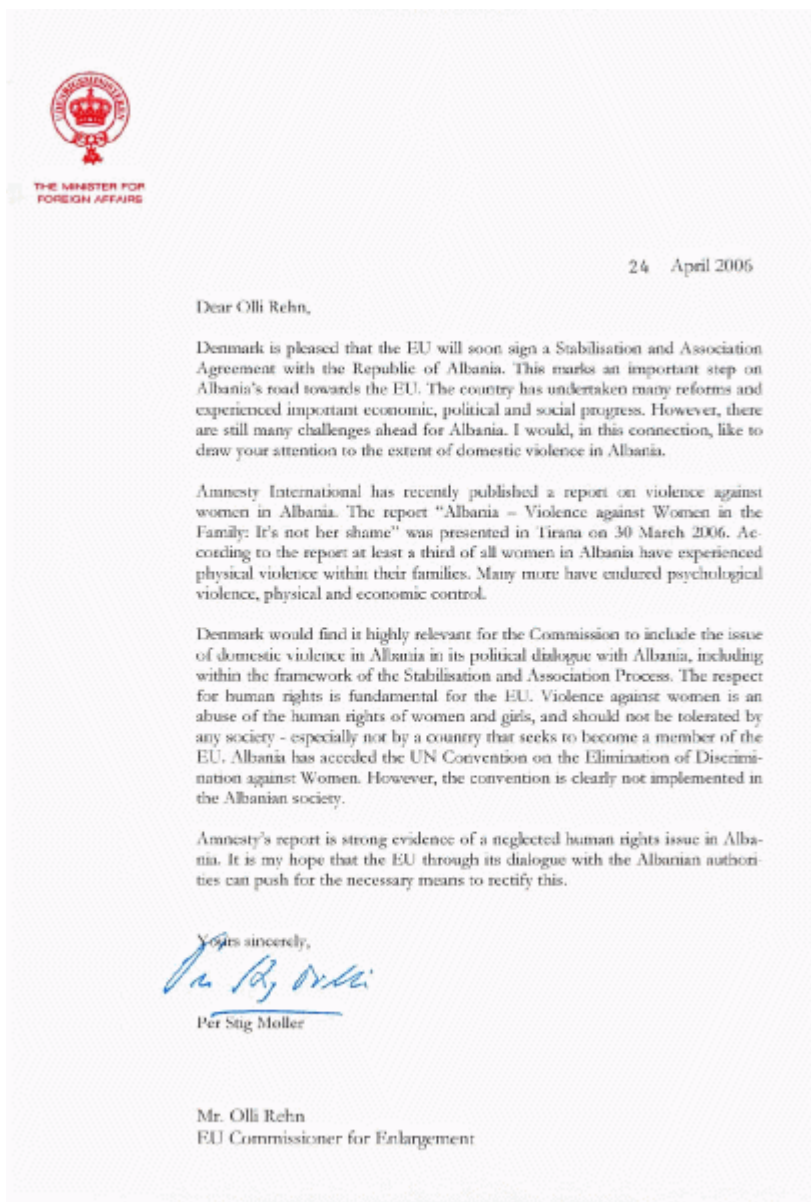 UDENRIGSMINISTEREN
THE MINISTER FOR
FOREIGN AFFAIRS
24 April 2006
Dear Olli Rehn,
Denmark is pleased that the EU will soon sign a Stabilisation and Association
Agreement with the Republic of Albania. This marks an important step on
Albania's road towards the EU. The country has undertaken many reforms and
experienced important economic, political and social progress. However, there
are still many challenges ahead for Albania. I would, in this connection, like to
draw your attention to the extent of domestic violence in Albania.
Amnesty International has recently published a report on violence against
women in Albania. The report "Albania – Violence against Women in the
Family: It's not her shame" was presented in Tirana on 30 March 2006. Ac-
cording to the report at least a third of all women in Albania have experienced
physical violence within their families. Many more have endured psychological
violence, physical and economic control.
Denmark would find it highly relevant for the Commission to include the issue
of domestic violence in Albania in its political dialogue with Albania, including
within the framework of the Stabilisation and Association Process. The respect
for human rights is fundamental for the EU. Violence against women is an
abuse of the human rights of women and girls, and should not be tolerated by
any society - especially not by a country that seeks to become a member of the
EU. Albania has acceded the UN Convention on the Elimination of Discrimi-
nation against Women. However, the convention is clearly not implemented in
the Albanian society.
Amnesty's report is strong evidence of a neglected human rights issue in Alba-
nia. It is my hope that the EU through its dialogue with the Albanian authori-
ties can push for the necessary means to rectify this.
Yours sincerely,
Per Stig Møller
Mr. Olli Rehn
EU Commissioner for Enlargement